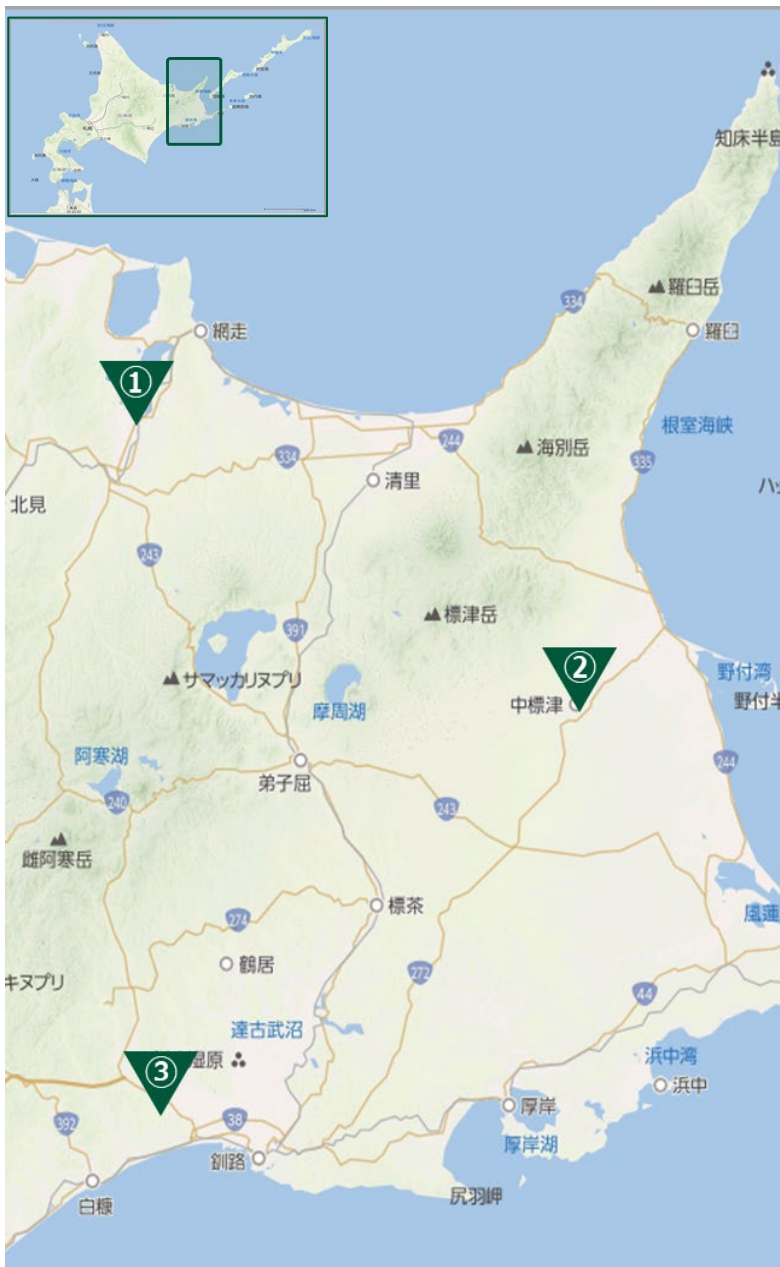 知床半島
羅臼岳
334
網走
羅臼
①
根室海峡
244
海別岳
334
335
清里
北見
ハッ
243
391
標津岳
②
野付湾
サマッカリヌプリ
中標津
野付半
摩周湖
阿寒湖
弟子屈
244
240
243
雌阿寒岳
標茶
風蓮
274
鶴居
272
キヌプリ
44
達古武沼
湿原
浜中湾
③
浜中
厚岸
38
392
厚岸湖
釧路
尻羽岬
白糠